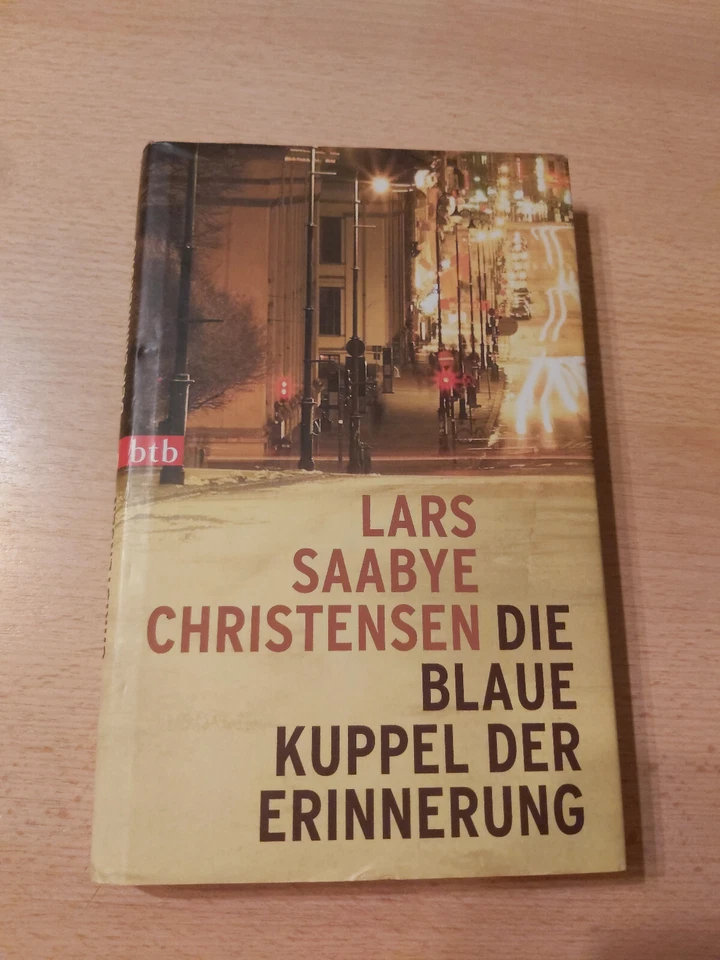 btb
LARS
SAABYE
CHRISTENSEN DIE
BLAUE
KUPPEL DER
ERINNERUNG